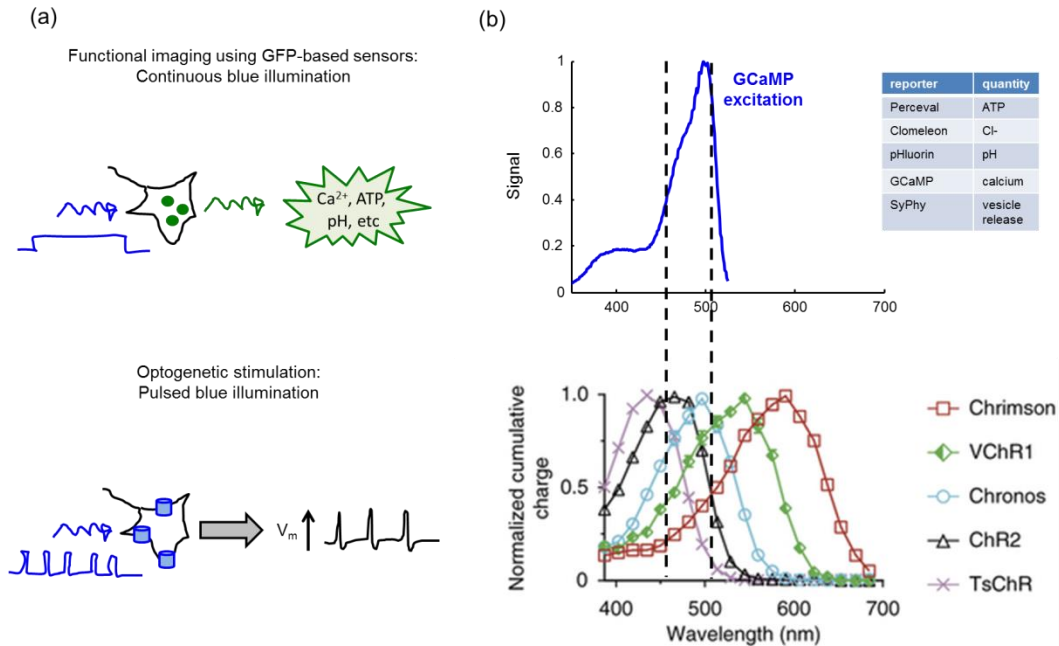 (a)
Functional imaging using GFP-based sensors:
Continuous blue illumination
Ca²⁺, ATP,
pH, etc
Optogenetic stimulation:
Pulsed blue illumination
Vₘ
(b)
1
0.8
0.6
0.4
0.2
0
Signal
400
500
600
700
GCaMP
excitation
reporter quantity
Perceval ATP
Clomeleon Cl-
pHluorin pH
GCaMP calcium
SyPhy vesicle
release
1.0
0.5
0
Normalized cumulative
charge
400
500
600
700
Wavelength (nm)
Chrimson
VChR1
Chronos
ChR2
TsChR